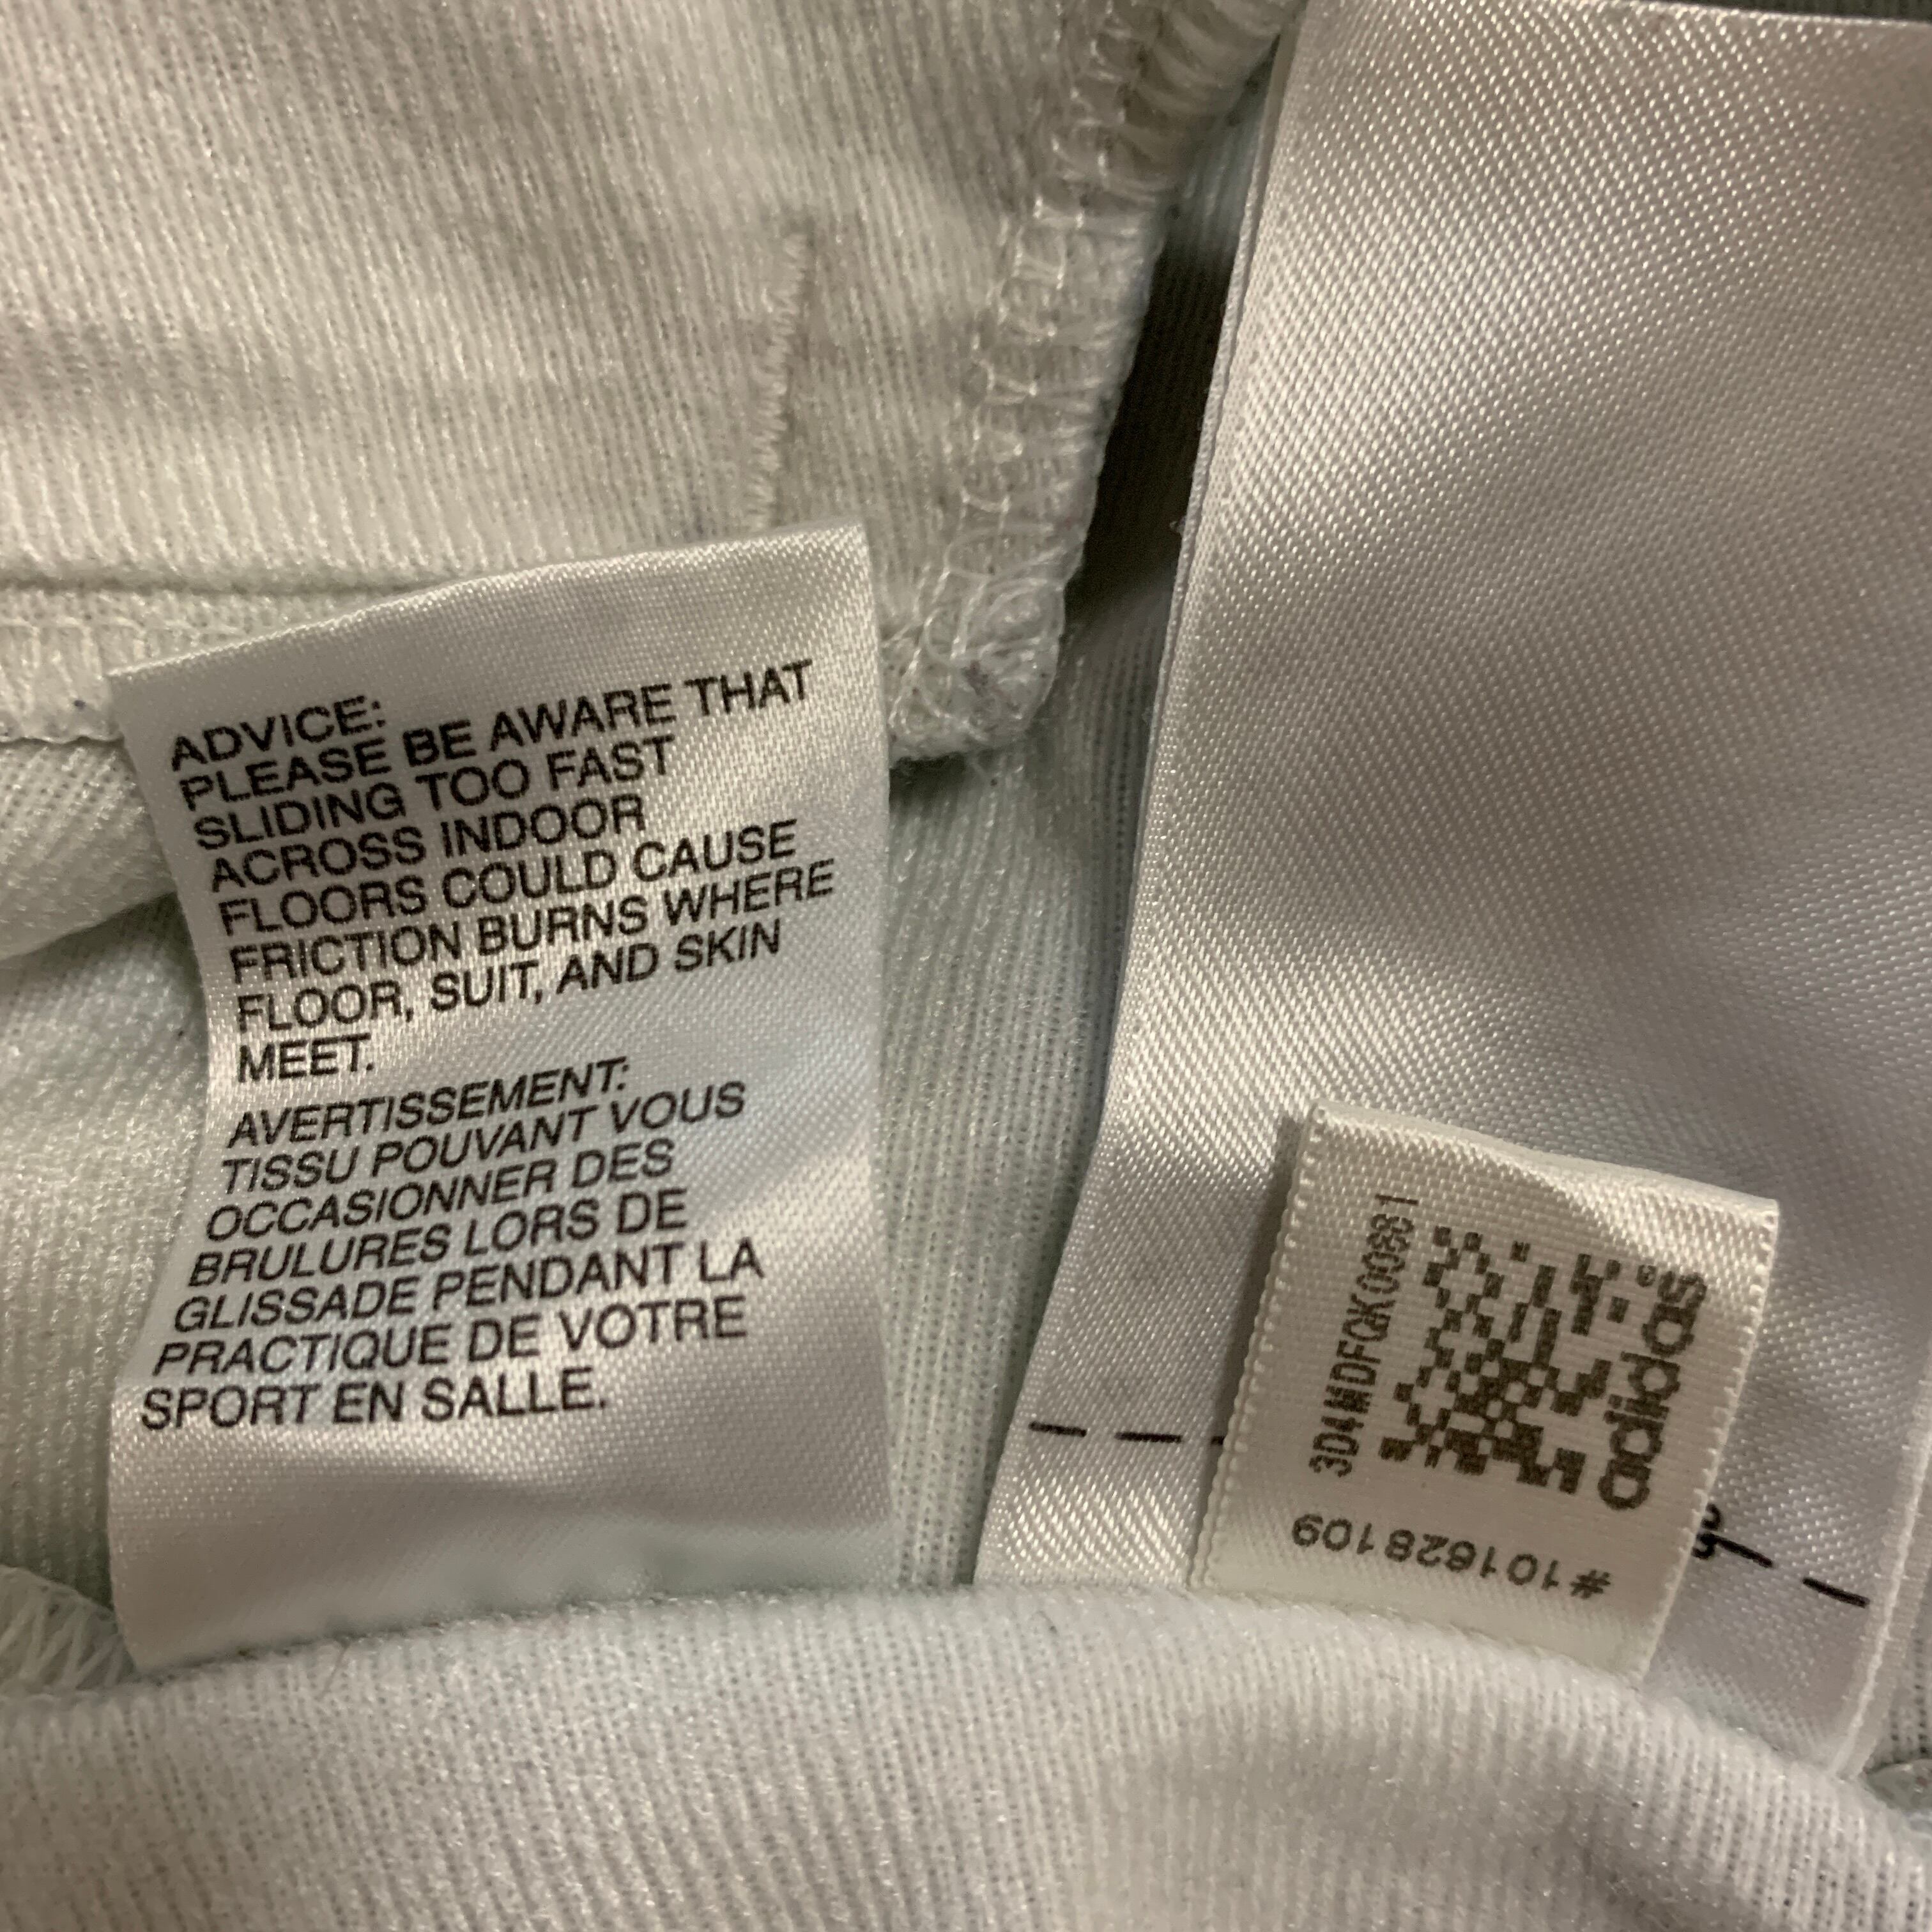 ADVICE:
PLEASE BE AWARE THAT
SLIDING TOO FAST
ACROSS INDOOR
FLOORS COULD CAUSE
FRICTION BURNS WHERE
FLOOR, SUIT, AND SKIN
MEET.
AVERTISSEMENT:
TISSU POUVANT VOUS
OCCASIONNER DES
BRULURES LORS DE
GLISSADE PENDANT LA
PRACTIQUE DE VOTRE
SPORT EN SALLE.
3D4MDFQK00881
adidas
#101628109